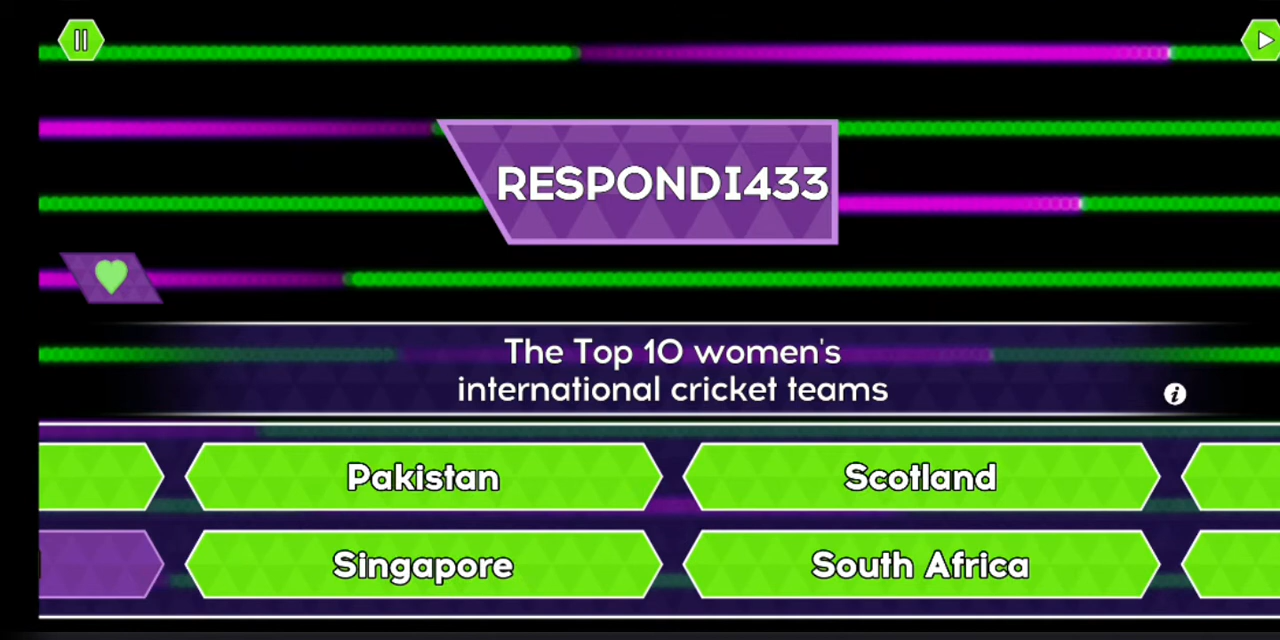 RESPONDI433
The Top 10 women's
international cricket teams
Pakistan
Scotland
Singapore
South Africa